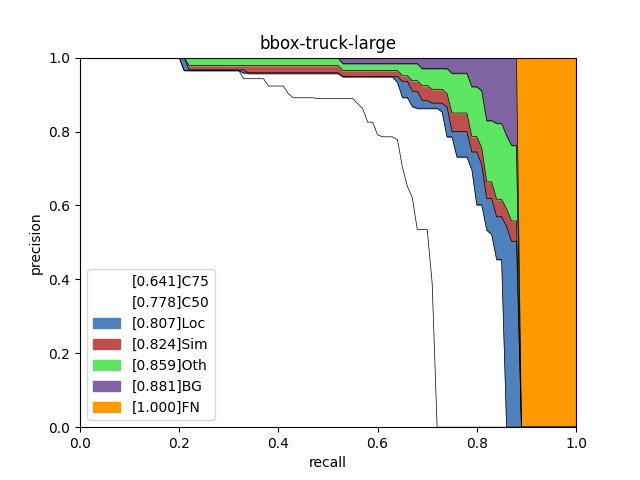 bbox-truck-large
precision
1.0
0.8
0.6
0.4
0.2
0.0
[0.641]C75
[0.778]C50
[0.807]Loc
[0.824]Sim
[0.859]Oth
[0.881]BG
[1.000]FN
0.0 0.2 0.4 0.6 0.8 1.0
recall